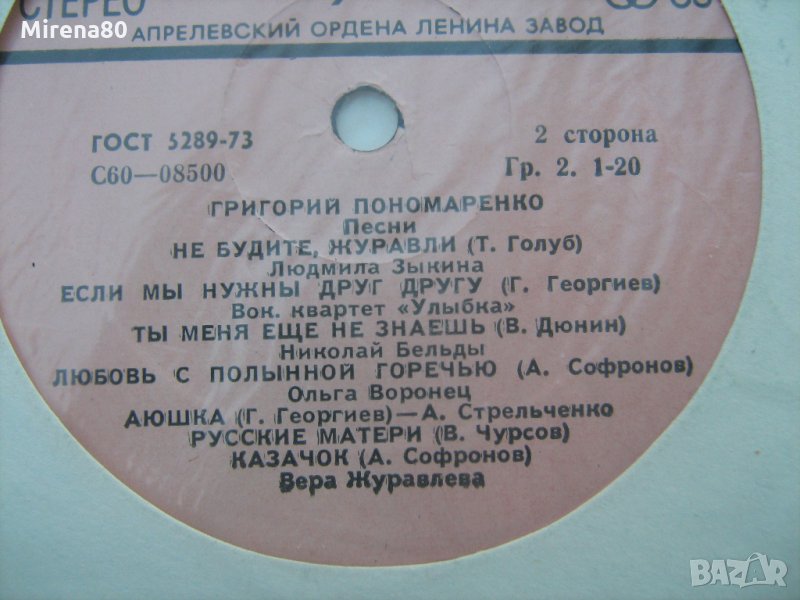 СТЕРЕО
Mirena80
АПРЕЛЕВСКИЙ ОРДЕНА ЛЕНИНА ЗАВОД
ГОСТ 5289-73
2 сторона
С60—08500
Гр. 2. 1-20
ГРИГОРИЙ ПОНОМАРЕНКО
Песни
НЕ БУДИТЕ, ЖУРАВЛИ (Т. Голуб)
Людмила Зыкина
ЕСЛИ МЫ НУЖНЫ ДРУГ ДРУГУ (Г. Георгиев)
Вок. квартет «Улыбка»
ТЫ МЕНЯ ЕЩЕ НЕ ЗНАЕШЬ (В. Дюнин)
Николай Бельды
ЛЮБОВЬ С ПОЛЫННОЙ ГОРЕЧЬЮ (А. Софронов)
Ольга Воронец
АЮШКА (Г. Георгиев)—А. Стрельченко
РУССКИЕ МАТЕРИ (В. Чурсов)
КАЗАЧОК (А. Софронов)
Вера Журавлева
BAZAR